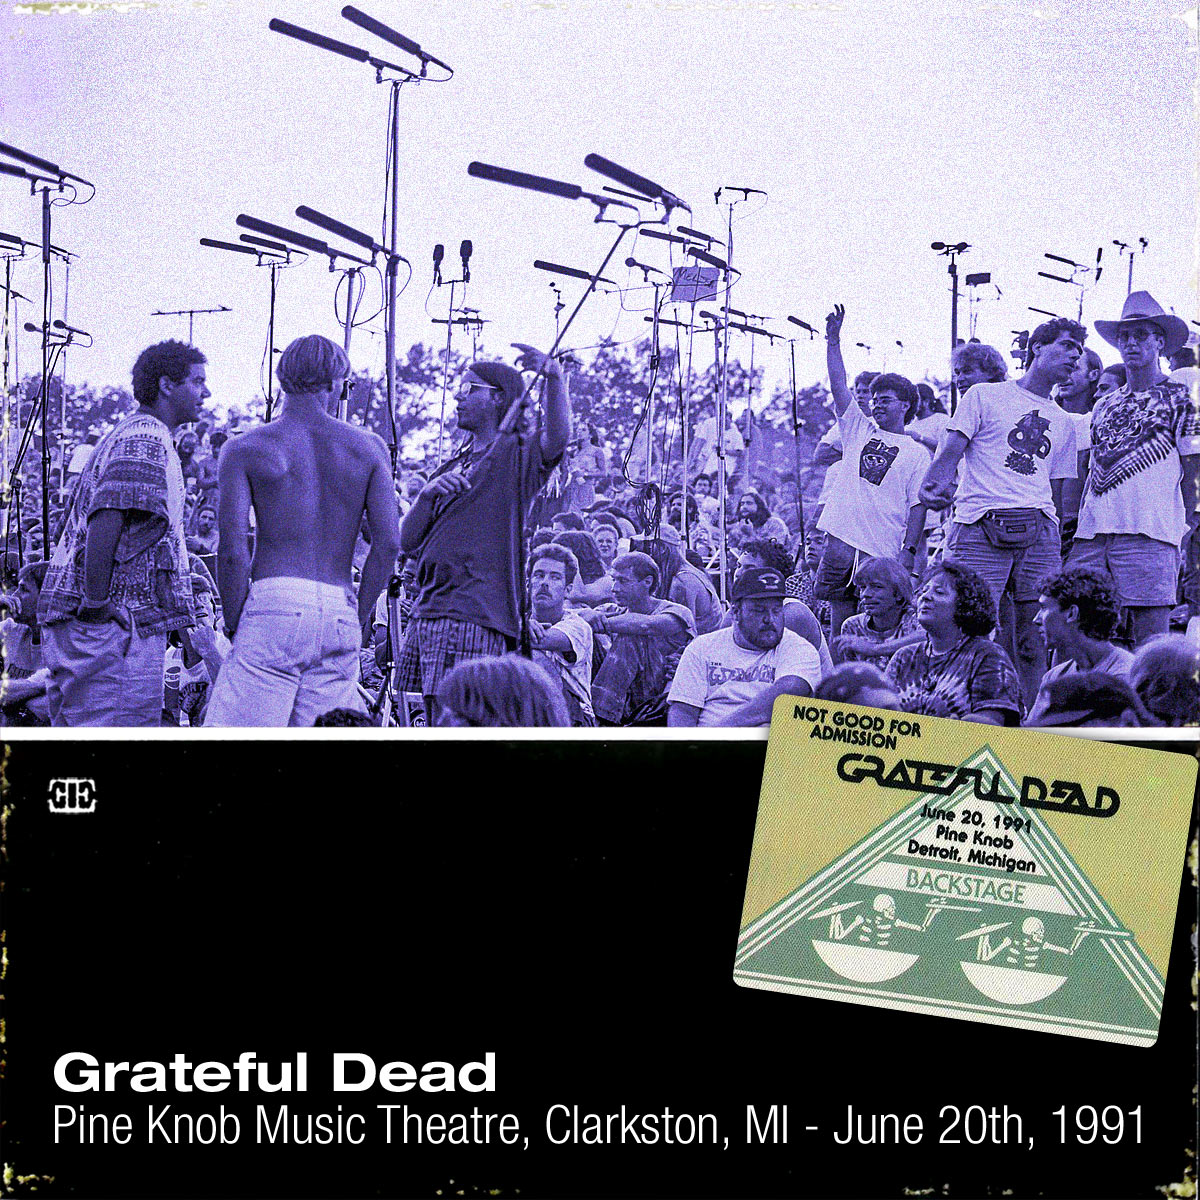 NOT GOOD FOR
ADMISSION
GRATEFUL DEAD
June 20, 1991
Pine Knob
Detroit, Michigan
BACKSTAGE
Grateful Dead
Pine Knob Music Theatre, Clarkston, MI - June 20th, 1991